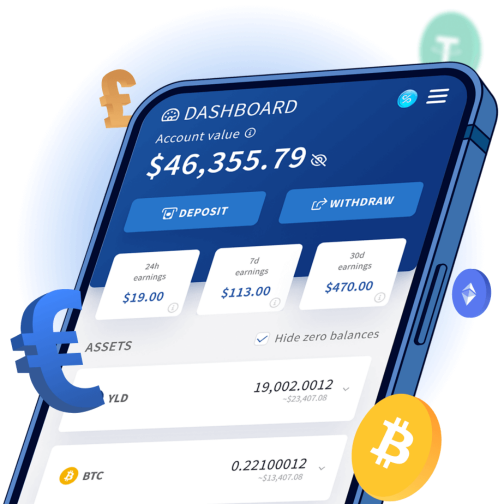 DASHBOARD
Account value
$46,355.79
DEPOSIT
WITHDRAW
24h
earnings
$19.00
7d
earnings
$113.00
30d
earnings
$470.00
ASSETS
Hide zero balances
YLD
19,002.0012
~$23,407.08
BTC
0.22100012
~$13,407.08